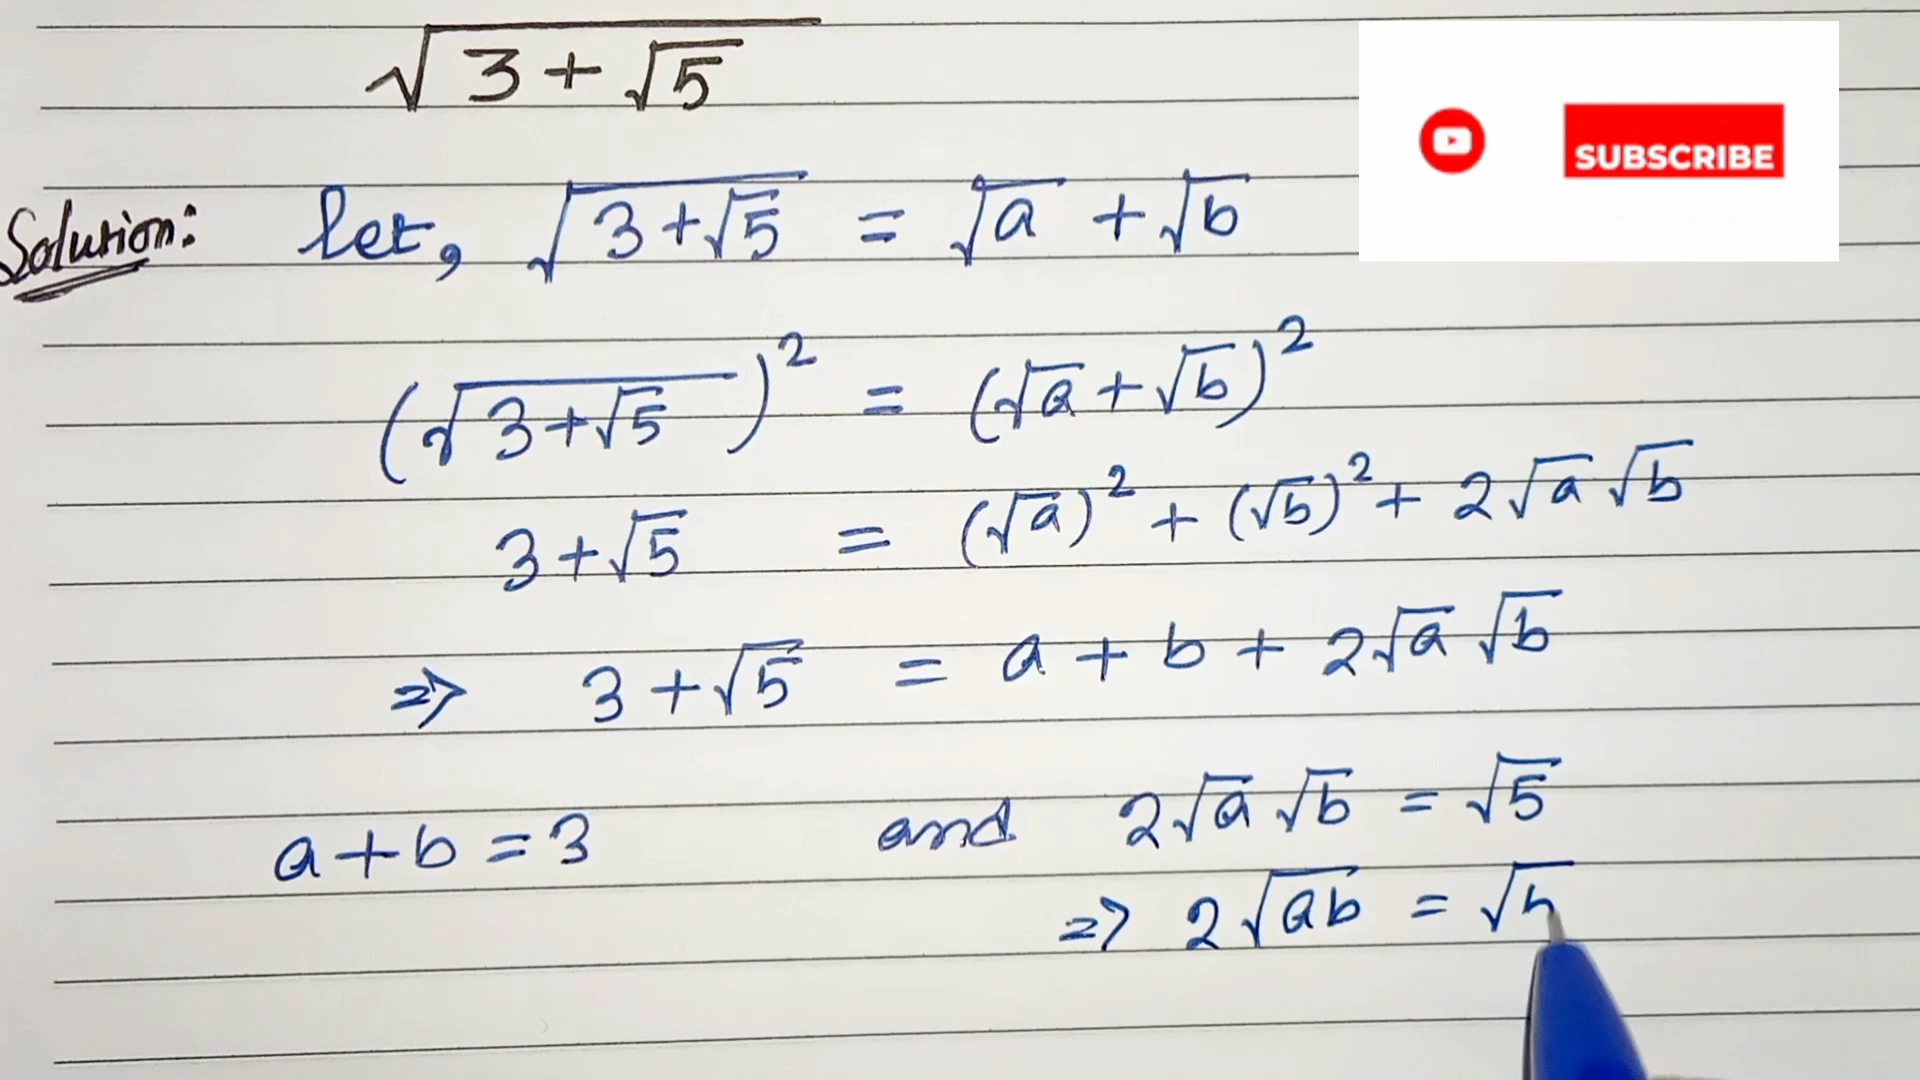 √(3+√5)
SUBSCRIBE
Solution: let, √(3+√5) = √a + √b
(√(3+√5))² = (√a + √b)²
3+√5 = (√a)² + (√b)² + 2√a √b
⇒ 3+√5 = a + b + 2√a √b
a+b=3 and 2√a √b = √5
⇒ 2√ab = √